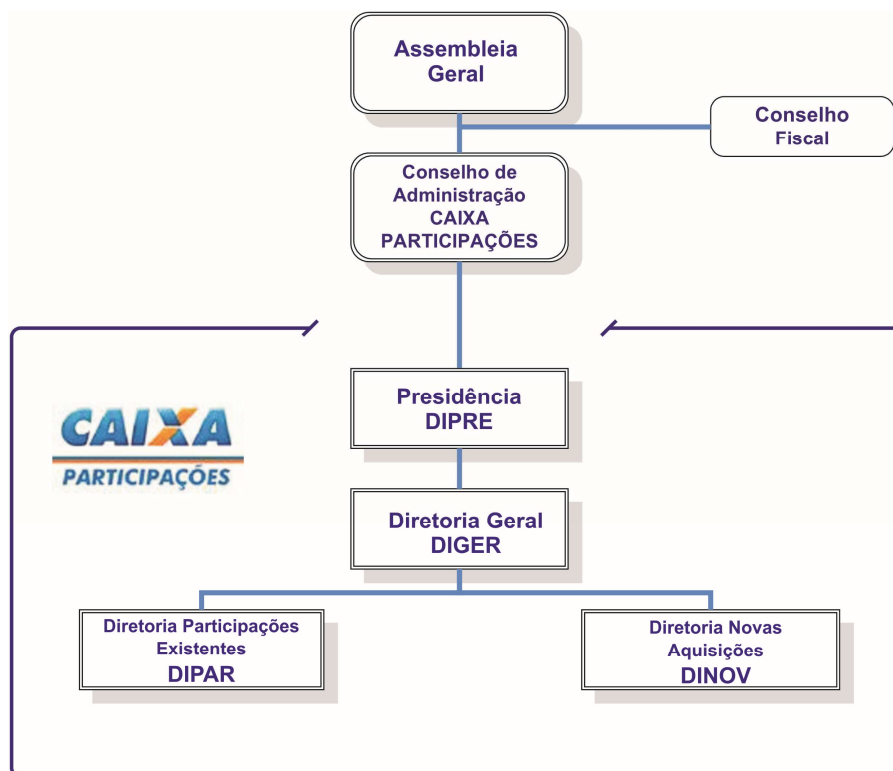 Assembleia
Geral
Conselho
Fiscal
Conselho de
Administração
CAIXA
PARTICIPAÇÕES
Presidência
DIPRE
CAIXA
PARTICIPAÇÕES
Diretoria Geral
DIGER
Diretoria Participações
Existentes
DIPAR
Diretoria Novas
Aquisições
DINOV